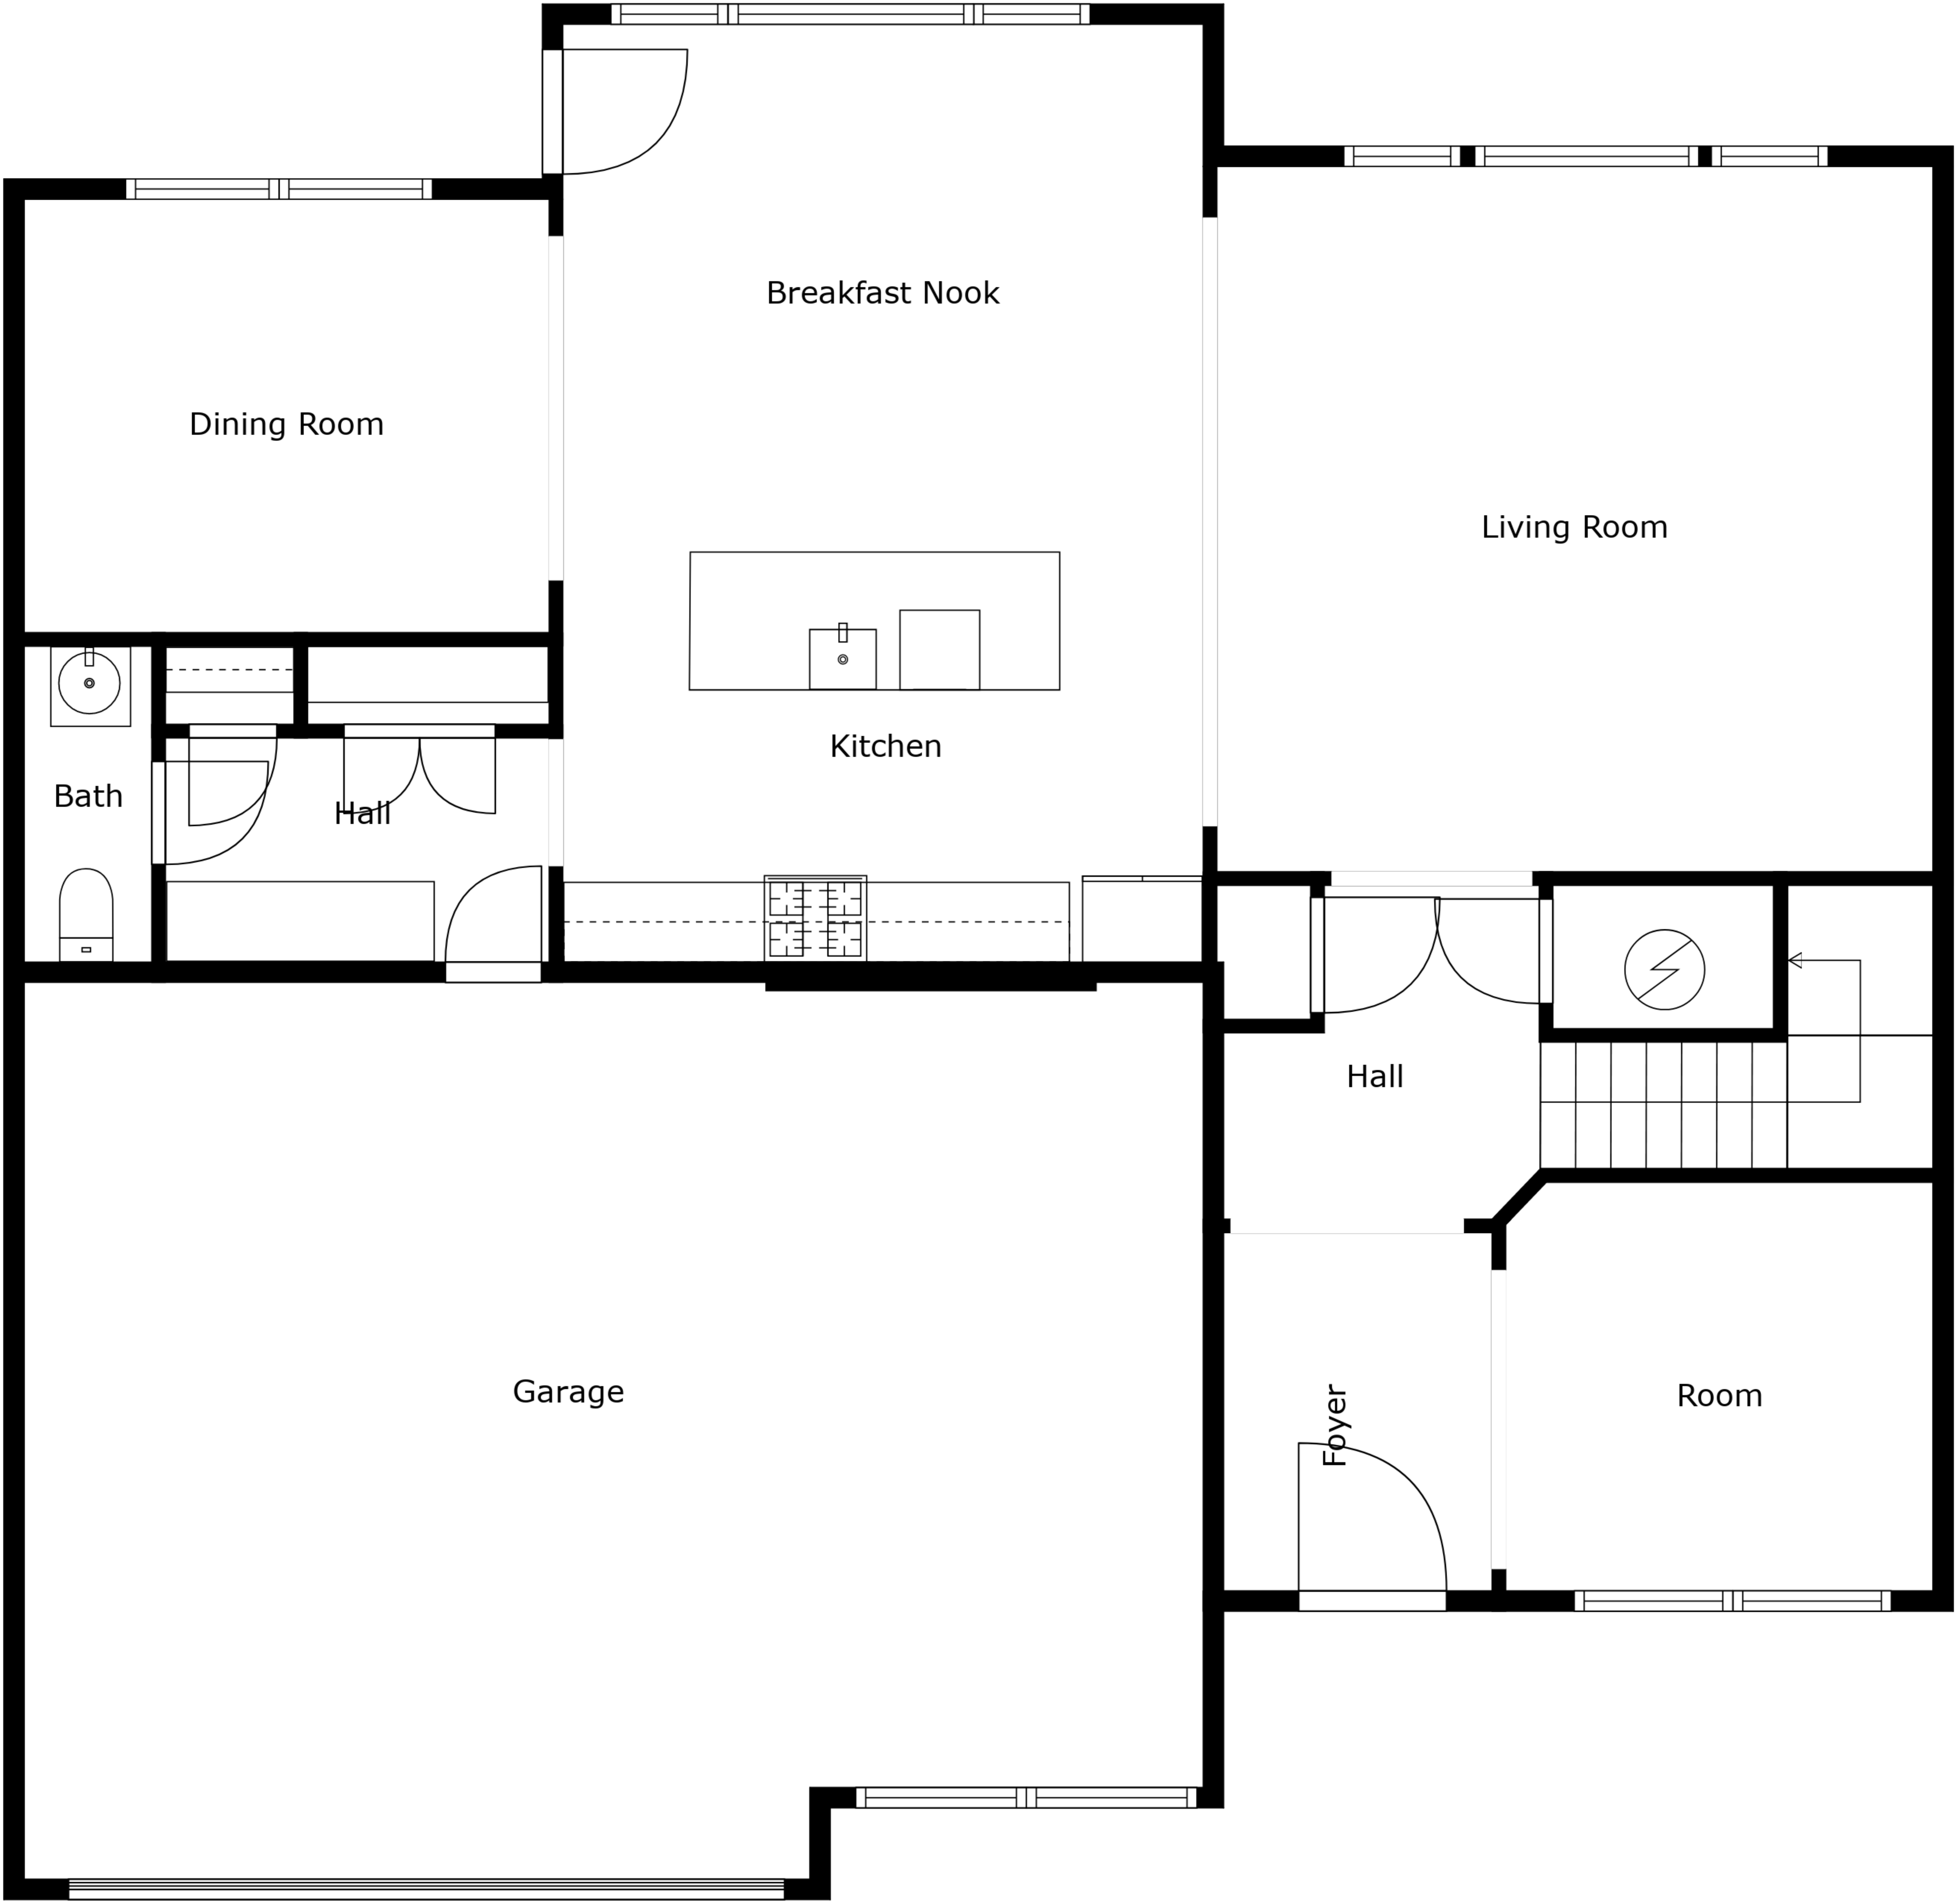 Breakfast Nook
Dining Room
Living Room
Kitchen
Bath
Hall
Hall
Garage
Foyer
Room